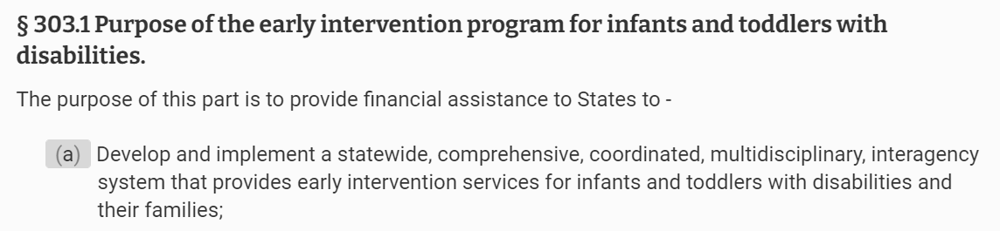 § 303.1 Purpose of the early intervention program for infants and toddlers with
disabilities.
The purpose of this part is to provide financial assistance to States to -
(a) Develop and implement a statewide, comprehensive, coordinated, multidisciplinary, interagency
system that provides early intervention services for infants and toddlers with disabilities and
their families;